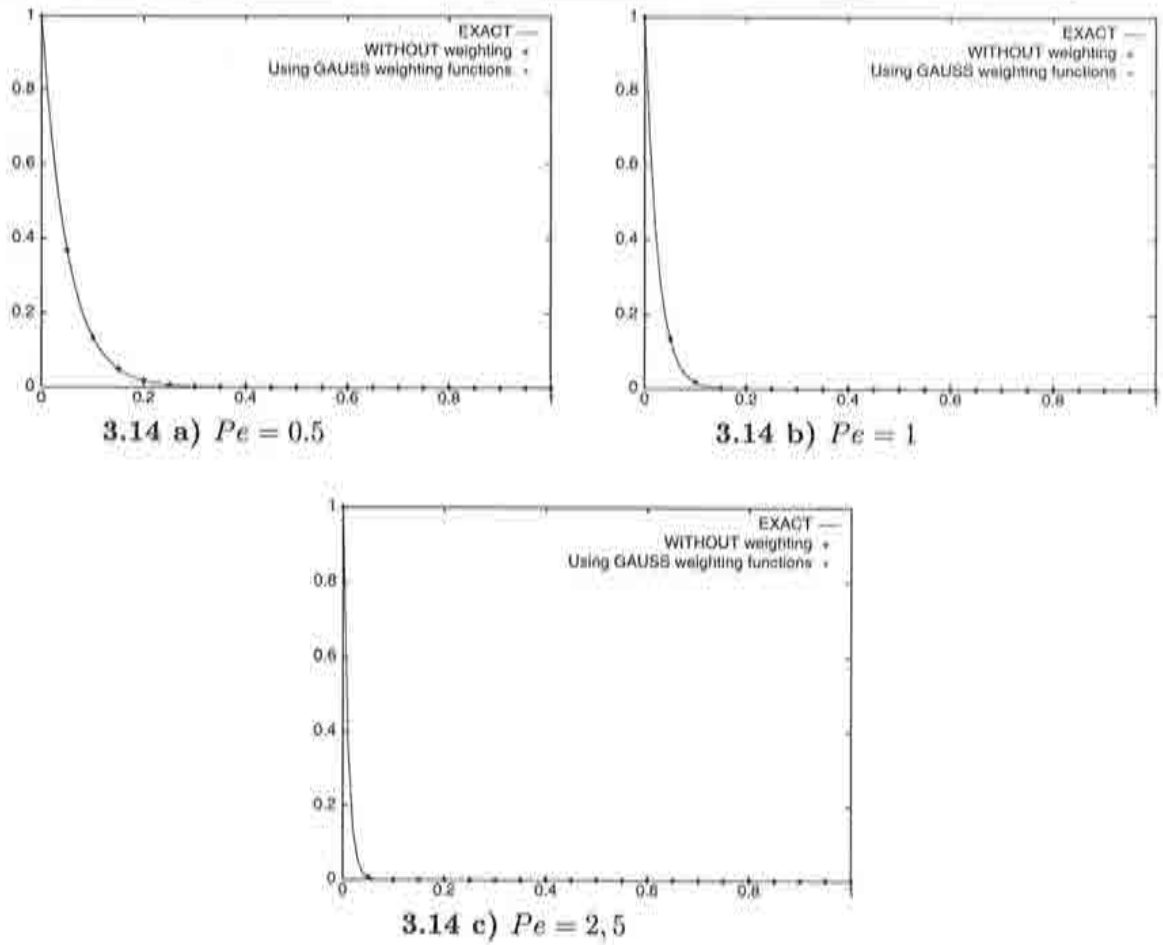 1
EXACT
WITHOUT weighting
Using GAUSS weighting functions
0.8
0.6
0.4
0.2
0
0 0.2 0.4 0.6 0.8 1
3.14 a) Pe = 0.5
1
EXACT
WITHOUT weighting
Using GAUSS weighting functions
0.8
0.6
0.4
0.2
0
0 0.2 0.4 0.6 0.8 1
3.14 b) Pe = 1
1
EXACT
WITHOUT weighting
Using GAUSS weighting functions
0.8
0.6
0.4
0.2
0
0 0.2 0.4 0.6 0.8 1
3.14 c) Pe = 2,5